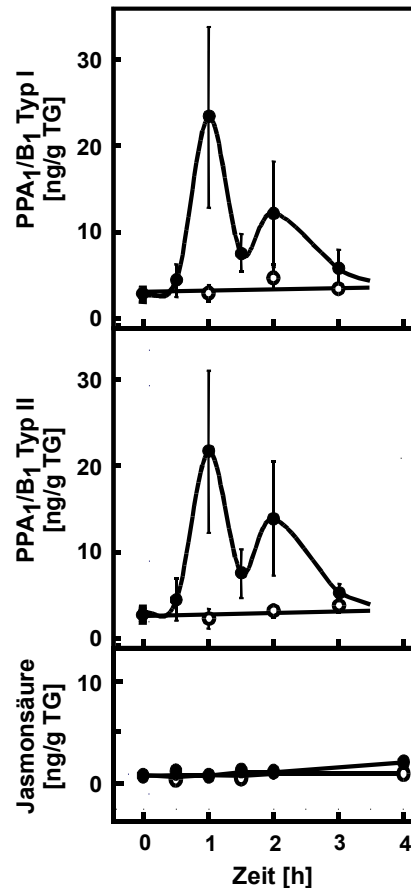 PPA1/B1 Typ I
[ng/g TG]
30
20
10
0
PPA1/B1 Typ II
[ng/g TG]
30
20
10
0
Jasmonsäure
[ng/g TG]
10
0
0 1 2 3 4
Zeit [h]